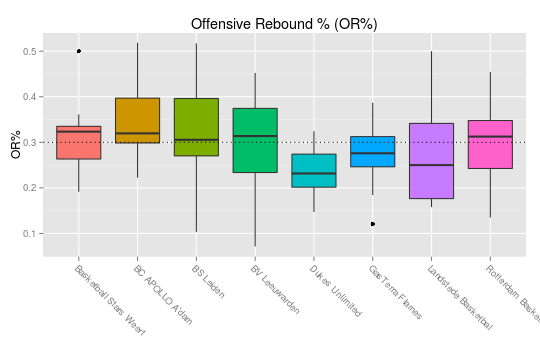 Offensive Rebound % (OR%)
OR%
0.5
0.4
0.3
0.2
0.1
Basketball Stars Weert
BC APOLLO A'dam
BS Leiden
BV Leeuwarden
Dukes Unlimited
GasTerra Flames
Landstede Basketbal
Rotterdam Baske